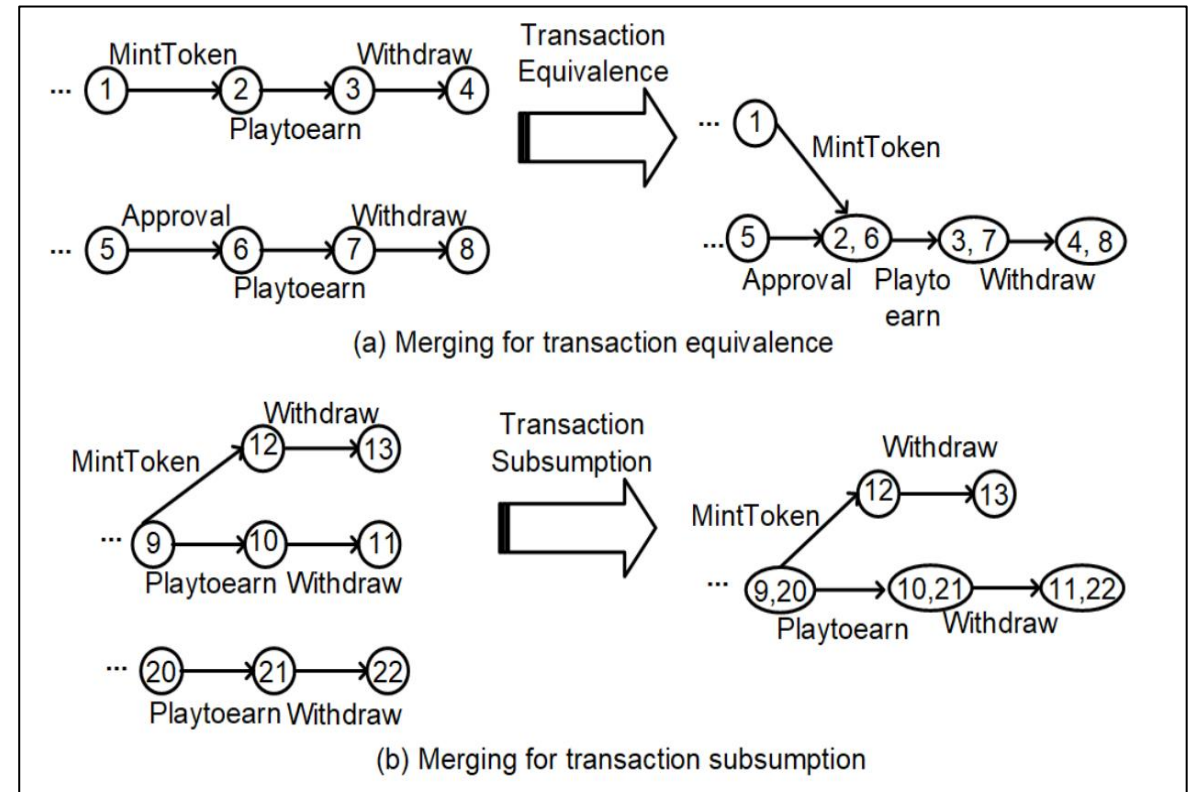 MintToken Withdraw
... 1 2 3 4
Playtoearn
Approval Withdraw
... 5 6 7 8
Playtoearn
Transaction
Equivalence
... 1
MintToken
... 5 2, 6 3, 7 4, 8
Approval Playto Withdraw
earn
(a) Merging for transaction equivalence
Withdraw
12 13
MintToken
... 9 10 11
Playtoearn Withdraw
... 20 21 22
Playtoearn Withdraw
Transaction
Subsumption
Withdraw
12 13
MintToken
... 9,20 10,21 11,22
Playtoearn Withdraw
(b) Merging for transaction subsumption